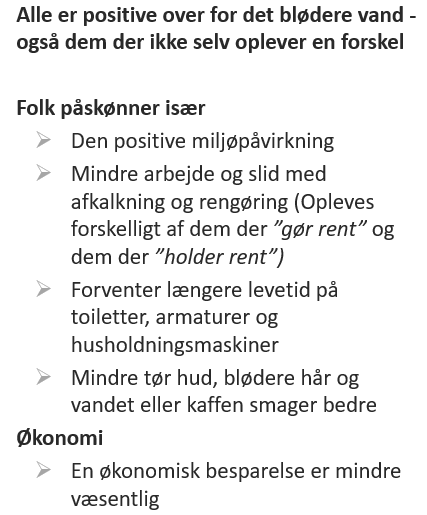 Alle er positive over for det blødere vand -
også dem der ikke selv oplever en forskel
Folk påskønner især
Den positive miljøpåvirkning
Mindre arbejde og slid med
afkalkning og rengøring (Opleves
forskelligt af dem der ”gør rent” og
dem der ”holder rent”)
Forventer længere levetid på
toiletter, armaturer og
husholdningsmaskiner
Mindre tør hud, blødere hår og
vandet eller kaffen smager bedre
Økonomi
En økonomisk besparelse er mindre
væsentlig